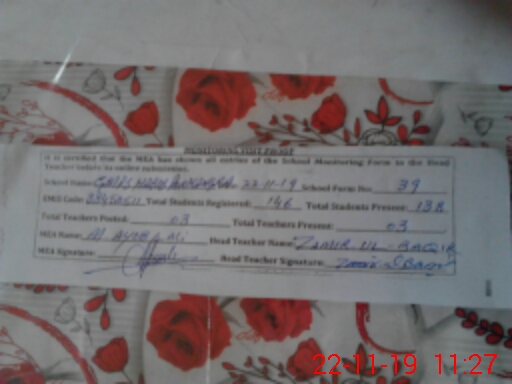 MONITORING VISIT PROOF
It is certified that the MEA has shown all entries of the School Monitoring Form to the Head
Teacher before its online submission.
School Name: 22-11-19 School Form No: 39
EMIS Code: Total Students Registered: 146 Total Students Present: 138
Total Teachers Posted: 03 Total Teachers Present: 03
MEA Name: M. AYUB ALI Head Teacher Name: ZAMIR UL-BAQIR
MEA Signature: Head Teacher Signature:
22-11-19 11:27